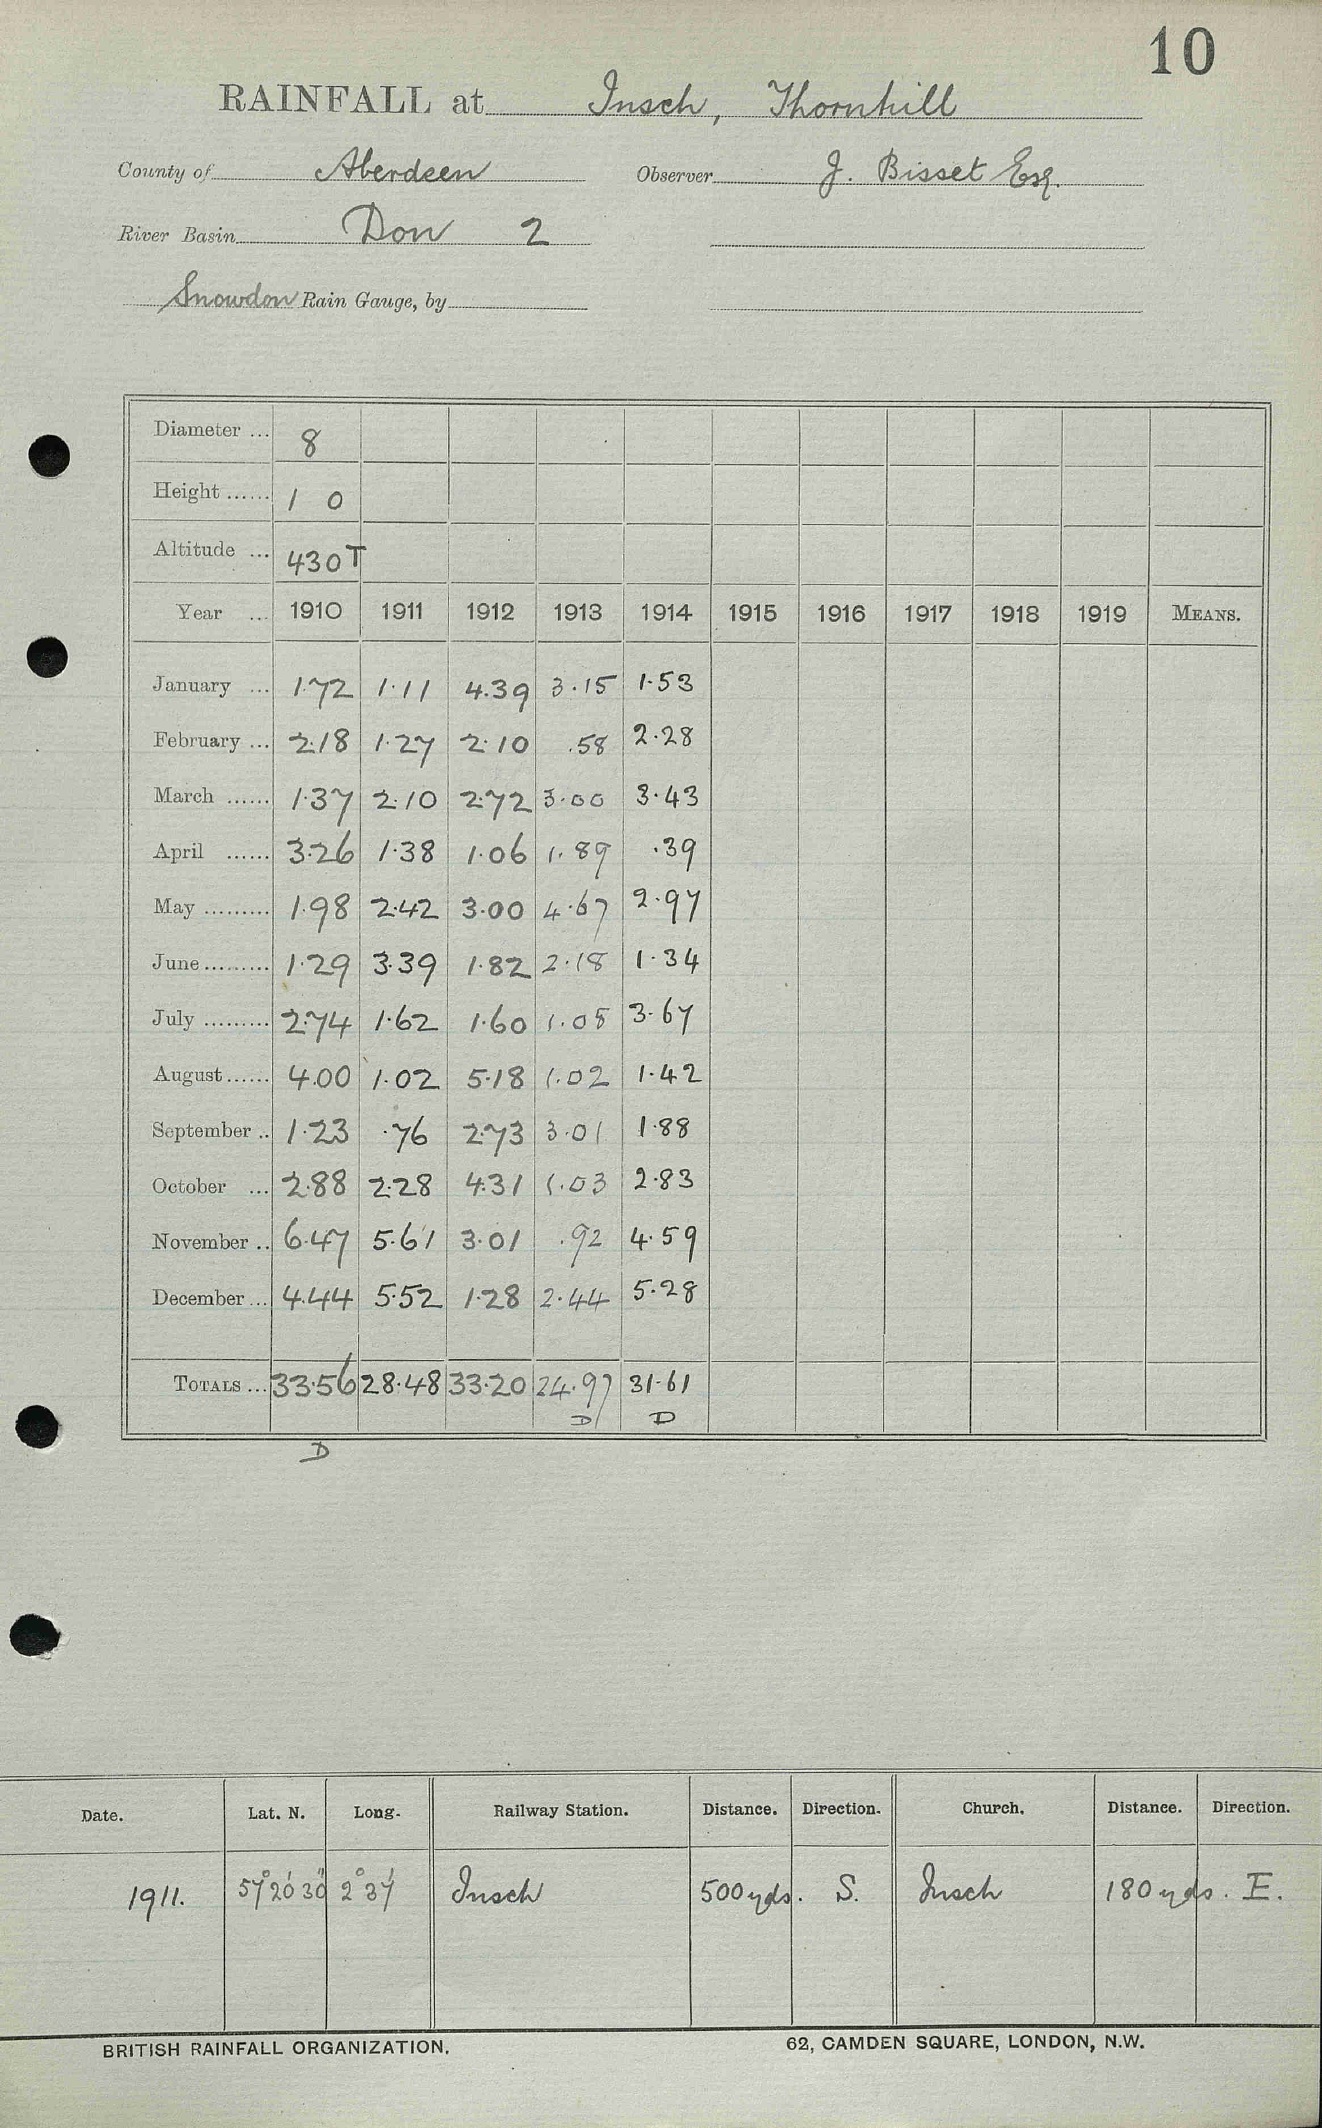 10
RAINFALL at Insch, Thornhill
County of Aberdeen Observer J. Bisset Esq.
River Basin Don 2
Snowdon Rain Gauge, by
Diameter ... 8
Height ...... 1 0
Altitude ... 430T
Year ... 1910 1911 1912 1913 1914 1915 1916 1917 1918 1919 MEANS.
January ... 1.72 1.11 4.39 3.15 1.53
February ... 2.18 1.27 2.10 .58 2.28
March ...... 1.37 2.10 2.72 3.00 3.43
April ...... 3.26 1.38 1.06 1.89 .39
May ......... 1.98 2.42 3.00 4.67 2.97
June ......... 1.29 3.39 1.82 2.18 1.34
July ......... 2.74 1.62 1.60 1.08 3.67
August ...... 4.00 1.02 5.18 1.02 1.42
September .. 1.23 .76 2.73 3.01 1.88
October ... 2.88 2.28 4.31 1.03 2.83
November .. 6.47 5.61 3.01 .92 4.59
December ... 4.44 5.52 1.28 2.44 5.28
TOTALS ... 33.56 28.48 33.20 24.97 31.61
D D
D
Date. Lat. N. Long. Railway Station. Distance. Direction. Church. Distance. Direction.
1911. 57° 20' 30" 2° 37' Insch 500 yds. S. Insch 180 yds. E.
BRITISH RAINFALL ORGANIZATION. 62, CAMDEN SQUARE, LONDON, N.W.